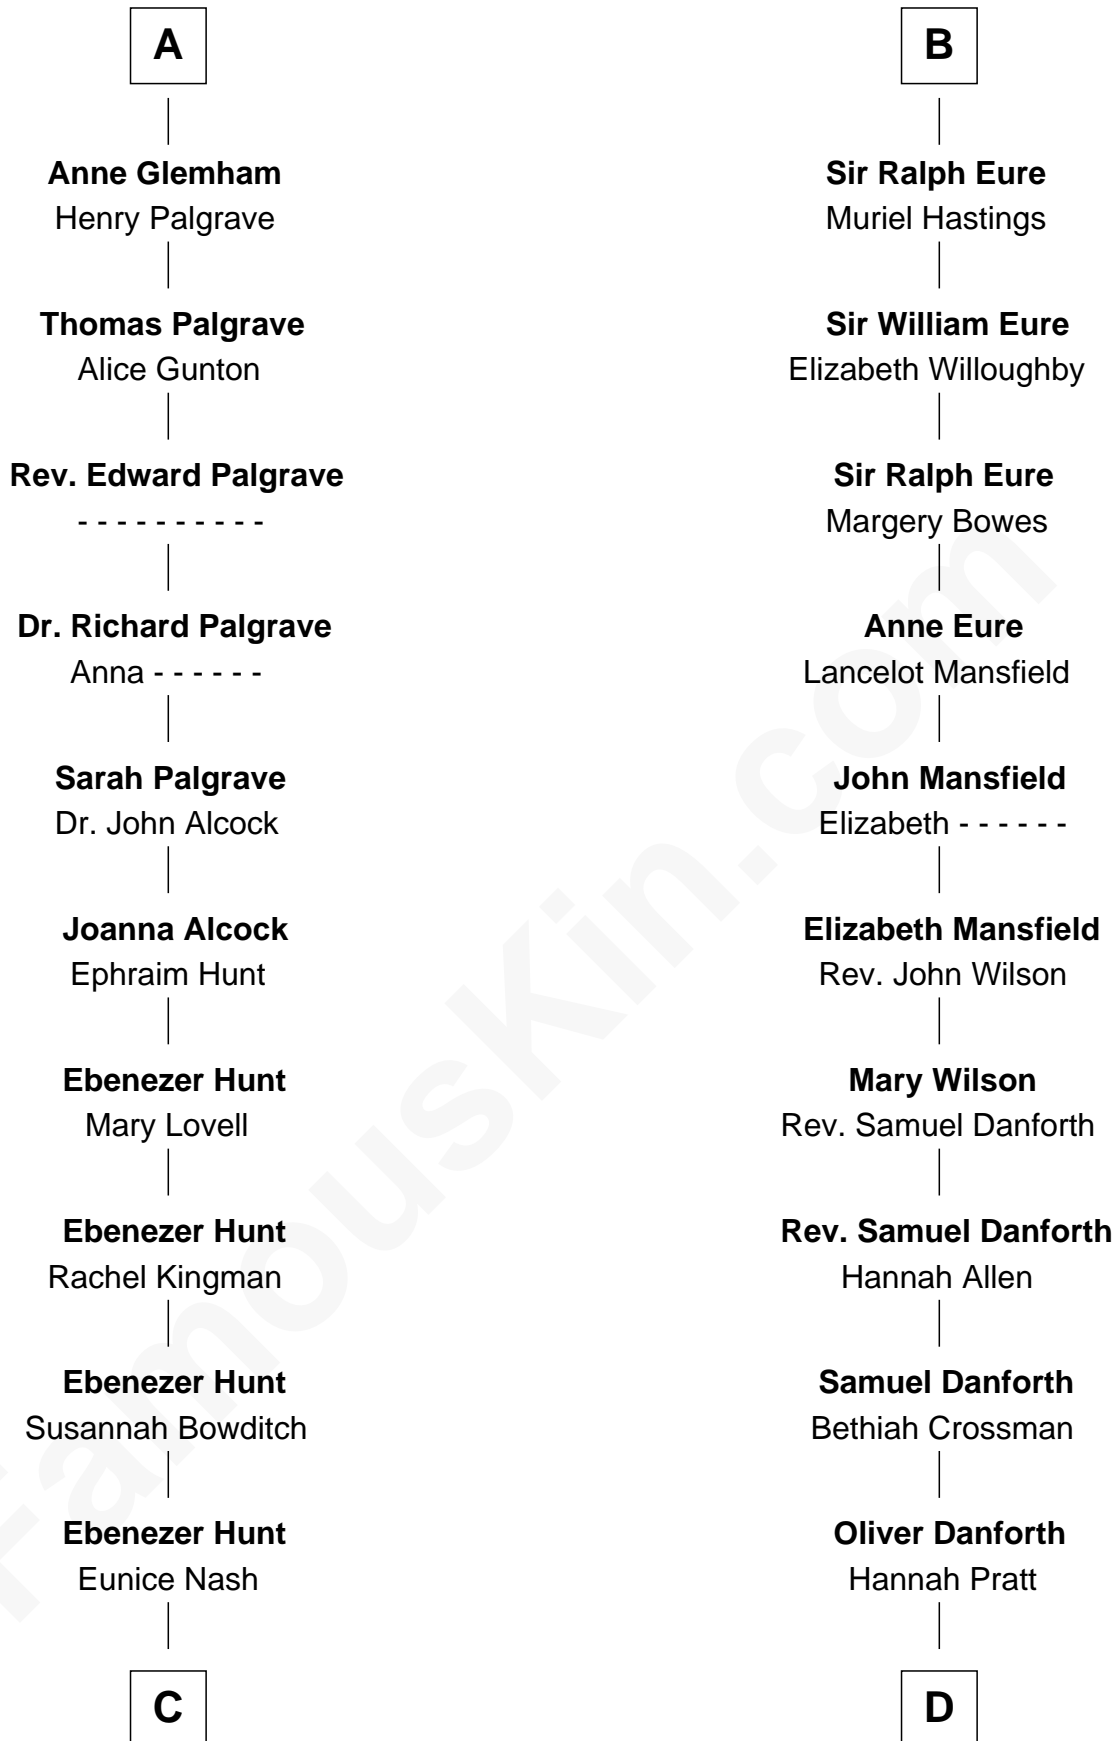 A
Anne Glemham
Henry Palgrave
Thomas Palgrave
Alice Gunton
Rev. Edward Palgrave
- - - - - - - - - -
Dr. Richard Palgrave
Anna - - - - - -
Sarah Palgrave
Dr. John Alcock
Joanna Alcock
Ephraim Hunt
Ebenezer Hunt
Mary Lovell
Ebenezer Hunt
Rachel Kingman
Ebenezer Hunt
Susannah Bowditch
Ebenezer Hunt
Eunice Nash
C
B
Sir Ralph Eure
Muriel Hastings
Sir William Eure
Elizabeth Willoughby
Sir Ralph Eure
Margery Bowes
Anne Eure
Lancelot Mansfield
John Mansfield
Elizabeth - - - - - -
Elizabeth Mansfield
Rev. John Wilson
Mary Wilson
Rev. Samuel Danforth
Rev. Samuel Danforth
Hannah Allen
Samuel Danforth
Bethiah Crossman
Oliver Danforth
Hannah Pratt
D
FamousKin.com